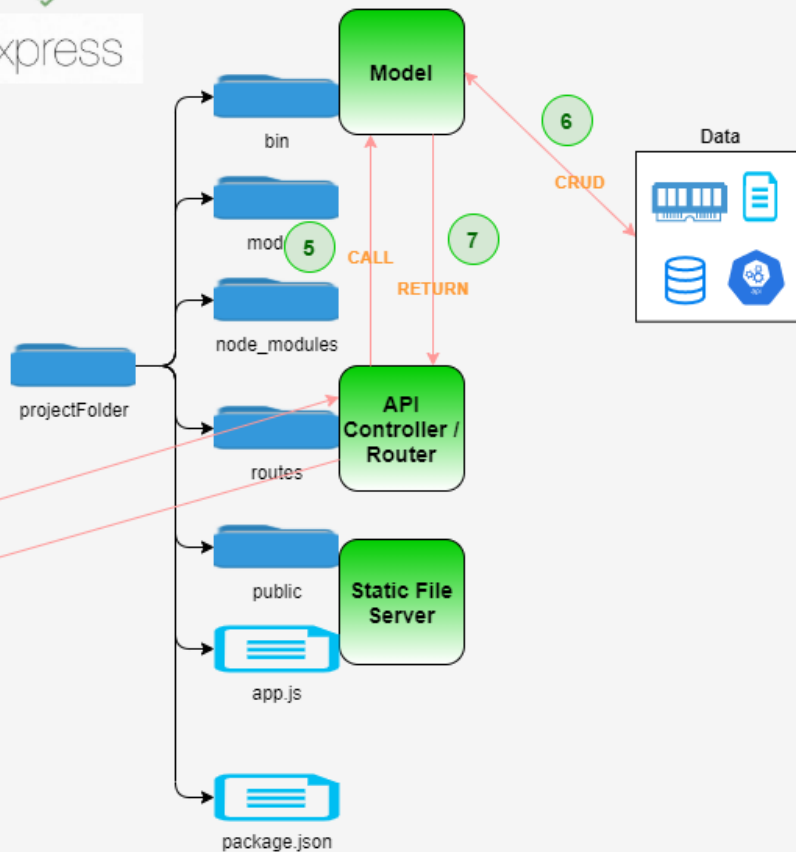 xpress
Model
bin
6
Data
CRUD
mod
5
7
CALL
RETURN
node_modules
projectFolder
API
Controller /
Router
routes
public
Static File
Server
app.js
package.json